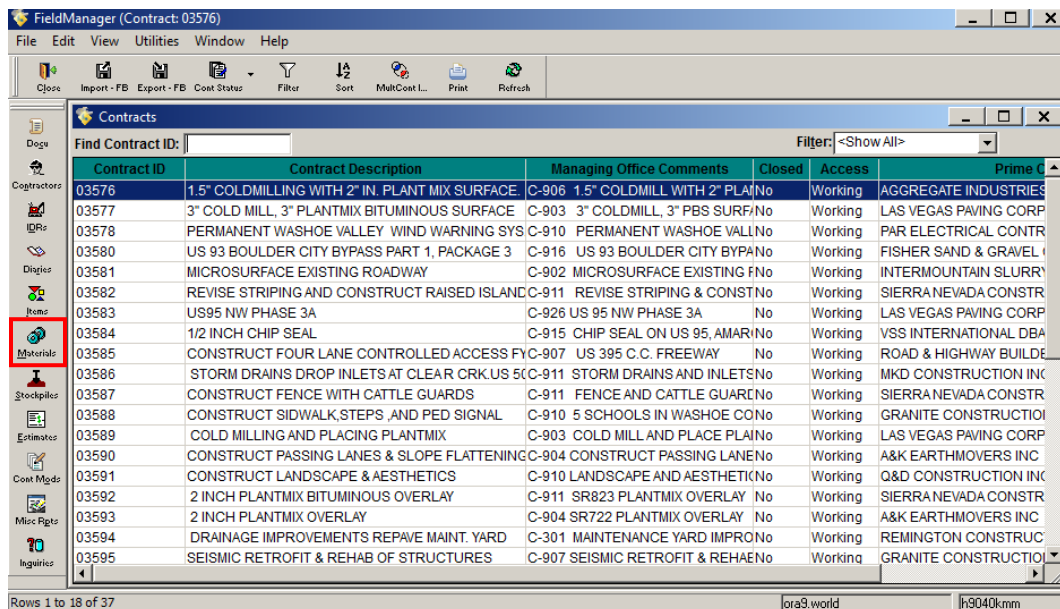 FieldManager (Contract: 03576)
File Edit View Utilities Window Help
Close Import - FB Export - FB Cont Status Filter Sort MultCont I... Print Refresh
Contracts
Find Contract ID: Filter: <Show All>
Contract ID Contract Description Managing Office Comments Closed Access Prime C
03576 1.5" COLDMILLING WITH 2" IN. PLANT MIX SURFACE. C-906 1.5" COLDMILL WITH 2" PLAN No Working AGGREGATE INDUSTRIES
03577 3" COLD MILL, 3" PLANTMIX BITUMINOUS SURFACE C-903 3" COLDMILL, 3" PBS SURFA No Working LAS VEGAS PAVING CORP
03578 PERMANENT WASHOE VALLEY WIND WARNING SYS C-910 PERMANENT WASHOE VALL No Working PAR ELECTRICAL CONTR
03580 US 93 BOULDER CITY BYPASS PART 1, PACKAGE 3 C-916 US 93 BOULDER CITY BYPA No Working FISHER SAND & GRAVEL
03581 MICROSURFACE EXISTING ROADWAY C-902 MICROSURFACE EXISTING R No Working INTERMOUNTAIN SLURRY
03582 REVISE STRIPING AND CONSTRUCT RAISED ISLAND C-911 REVISE STRIPING & CONST No Working SIERRA NEVADA CONSTR
03583 US95 NW PHASE 3A C-926 US 95 NW PHASE 3A No Working LAS VEGAS PAVING CORP
03584 1/2 INCH CHIP SEAL C-915 CHIP SEAL ON US 95, AMAR No Working VSS INTERNATIONAL DBA
03585 CONSTRUCT FOUR LANE CONTROLLED ACCESS FY C-907 US 395 C.C. FREEWAY No Working ROAD & HIGHWAY BUILDE
03586 STORM DRAINS DROP INLETS AT CLEAR CRK.US 50 C-911 STORM DRAINS AND INLETS No Working MKD CONSTRUCTION INC
03587 CONSTRUCT FENCE WITH CATTLE GUARDS C-911 FENCE AND CATTLE GUARD No Working SIERRA NEVADA CONSTR
03588 CONSTRUCT SIDWALK,STEPS ,AND PED SIGNAL C-910 5 SCHOOLS IN WASHOE CO No Working GRANITE CONSTRUCTIO
03589 COLD MILLING AND PLACING PLANTMIX C-903 COLD MILL AND PLACE PLA No Working LAS VEGAS PAVING CORP
03590 CONSTRUCT PASSING LANES & SLOPE FLATTENING C-904 CONSTRUCT PASSING LANE No Working A&K EARTHMOVERS INC
03591 CONSTRUCT LANDSCAPE & AESTHETICS C-910 LANDSCAPE AND AESTHETI No Working Q&D CONSTRUCTION INC
03592 2 INCH PLANTMIX BITUMINOUS OVERLAY C-911 SR823 PLANTMIX OVERLAY No Working SIERRA NEVADA CONSTR
03593 2 INCH PLANTMIX OVERLAY C-904 SR722 PLANTMIX OVERLAY No Working A&K EARTHMOVERS INC
03594 DRAINAGE IMPROVEMENTS REPAVE MAINT. YARD C-301 MAINTENANCE YARD IMPRO No Working REMINGTON CONSTRUC
03595 SEISMIC RETROFIT & REHAB OF STRUCTURES C-907 SEISMIC RETROFIT & REHAB No Working GRANITE CONSTRUCTIO
Docu
Contractors
IDRs
Diaries
Items
Materials
Stockpiles
Estimates
Cont Mods
Misc Rpts
Inquiries
Rows 1 to 18 of 37 ora9.world h9040kmm